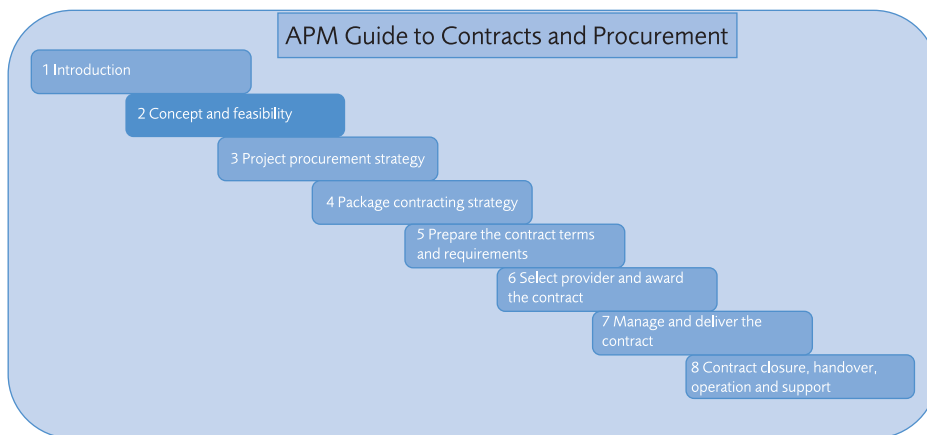 APM Guide to Contracts and Procurement
1 Introduction
2 Concept and feasibility
3 Project procurement strategy
4 Package contracting strategy
5 Prepare the contract terms
and requirements
6 Select provider and award
the contract
7 Manage and deliver the
contract
8 Contract closure, handover,
operation and support